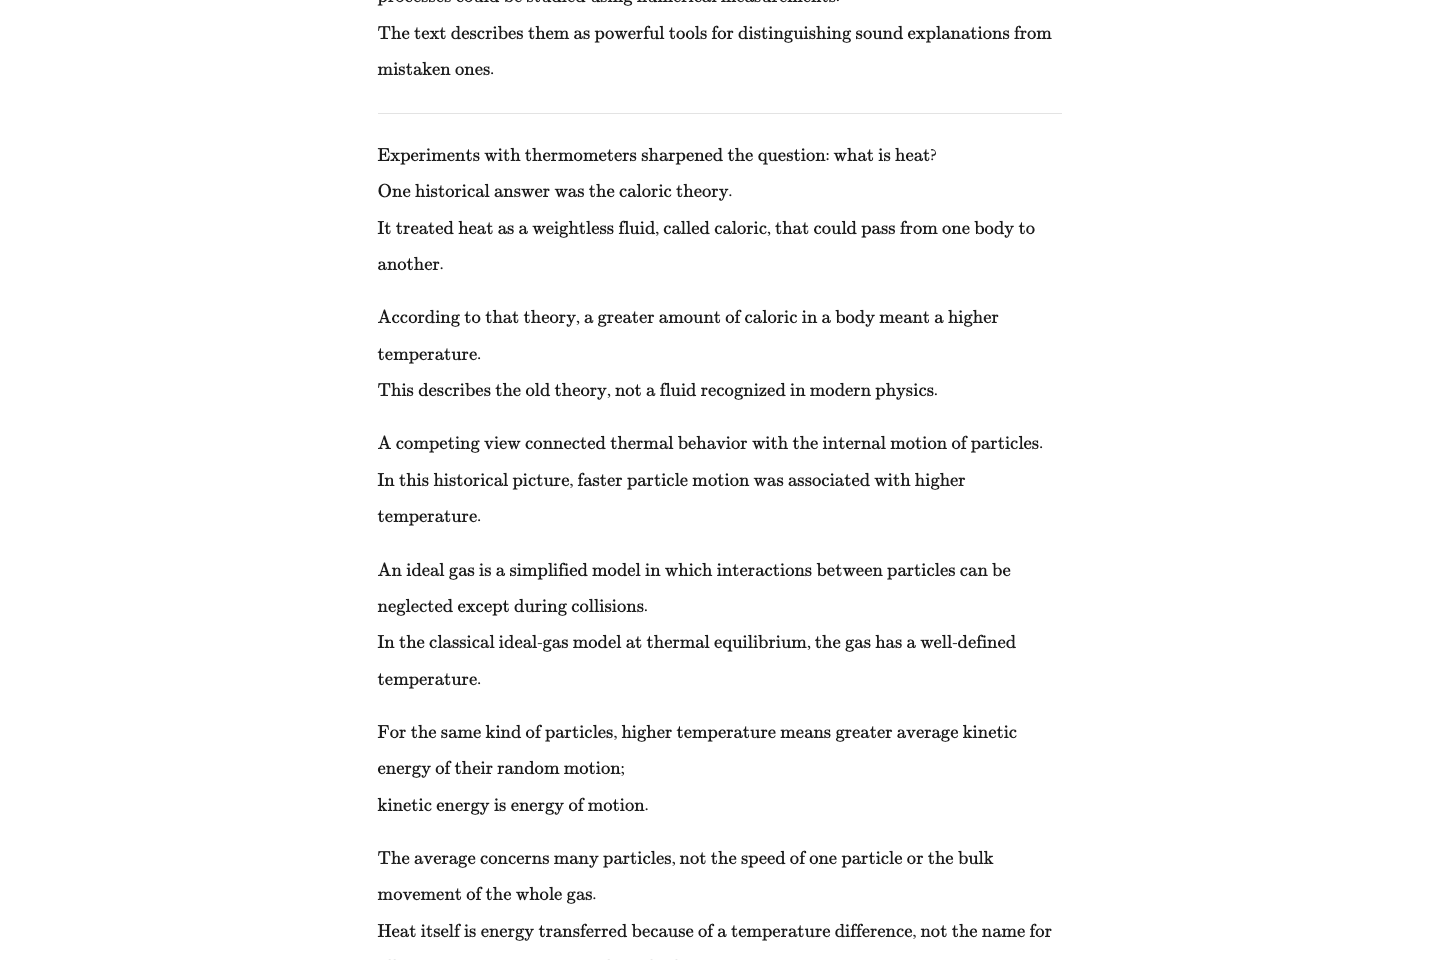 The text describes them as powerful tools for distinguishing sound explanations from
mistaken ones.
Experiments with thermometers sharpened the question: what is heat?
One historical answer was the caloric theory.
It treated heat as a weightless fluid, called caloric, that could pass from one body to
another.
According to that theory, a greater amount of caloric in a body meant a higher
temperature.
This describes the old theory, not a fluid recognized in modern physics.
A competing view connected thermal behavior with the internal motion of particles.
In this historical picture, faster particle motion was associated with higher
temperature.
An ideal gas is a simplified model in which interactions between particles can be
neglected except during collisions.
In the classical ideal-gas model at thermal equilibrium, the gas has a well-defined
temperature.
For the same kind of particles, higher temperature means greater average kinetic
energy of their random motion;
kinetic energy is energy of motion.
The average concerns many particles, not the speed of one particle or the bulk
movement of the whole gas.
Heat itself is energy transferred because of a temperature difference, not the name for